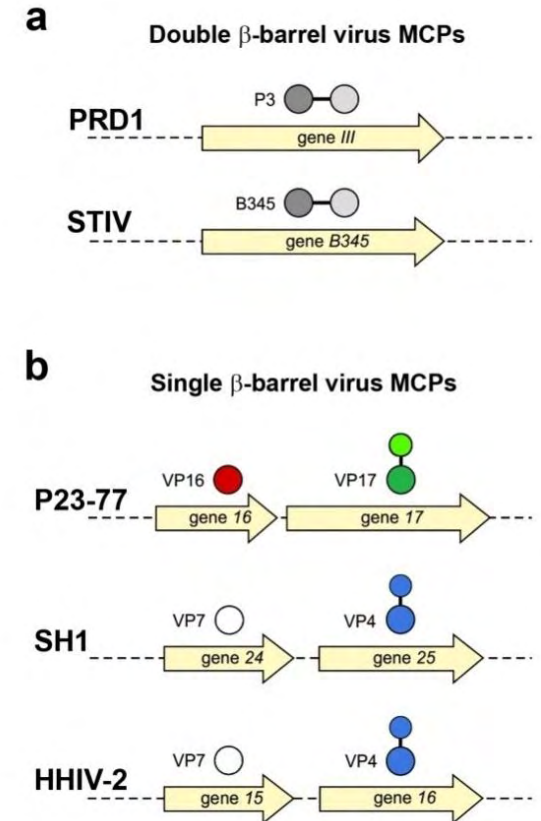 a
Double β-barrel virus MCPs
P3
PRD1
gene III
B345
STIV
gene B345
b
Single β-barrel virus MCPs
VP16
VP17
P23-77
gene 16
gene 17
VP7
VP4
SH1
gene 24
gene 25
VP7
VP4
HHIV-2
gene 15
gene 16